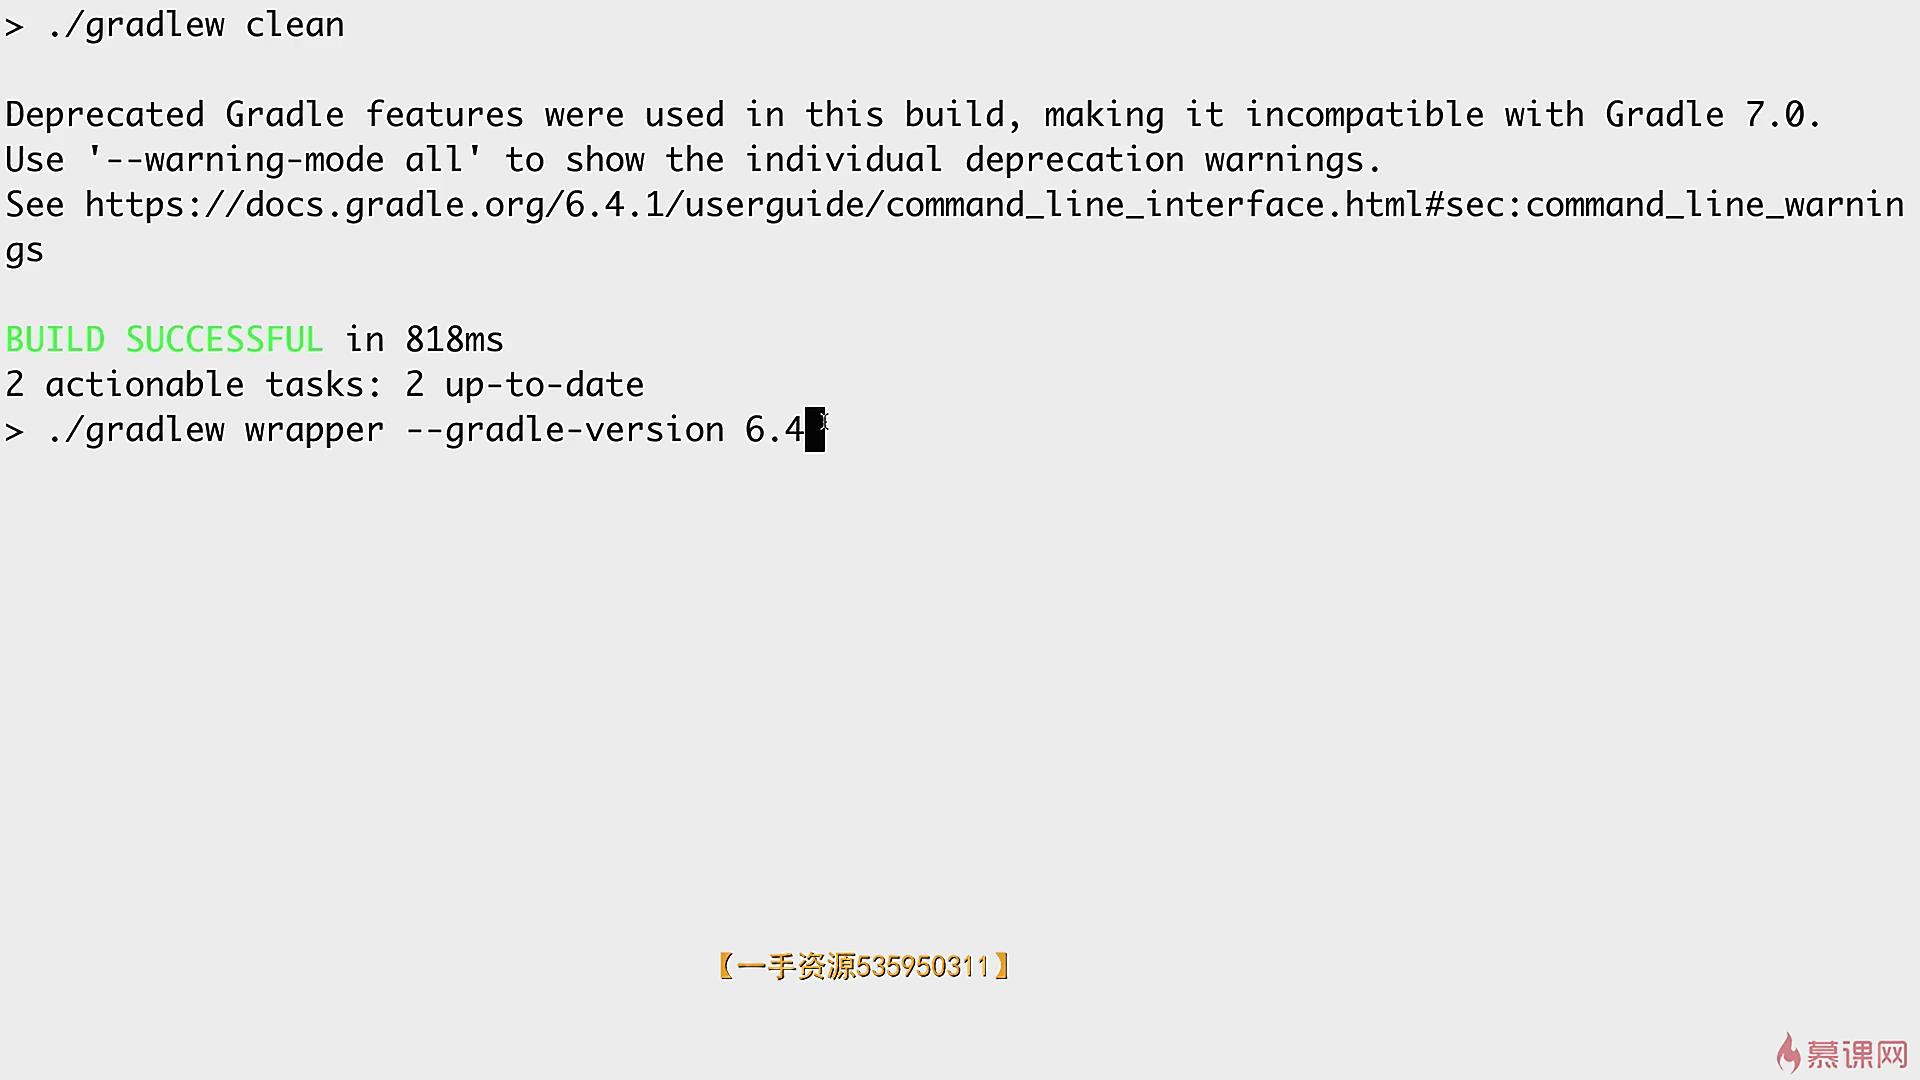 > ./gradlew clean
Deprecated Gradle features were used in this build, making it incompatible with Gradle 7.0.
Use '--warning-mode all' to show the individual deprecation warnings.
See https://docs.gradle.org/6.4.1/userguide/command_line_interface.html#sec:command_line_warnin
gs
BUILD SUCCESSFUL in 818ms
2 actionable tasks: 2 up-to-date
> ./gradlew wrapper --gradle-version 6.4
【一手资源535950311】
慕课网